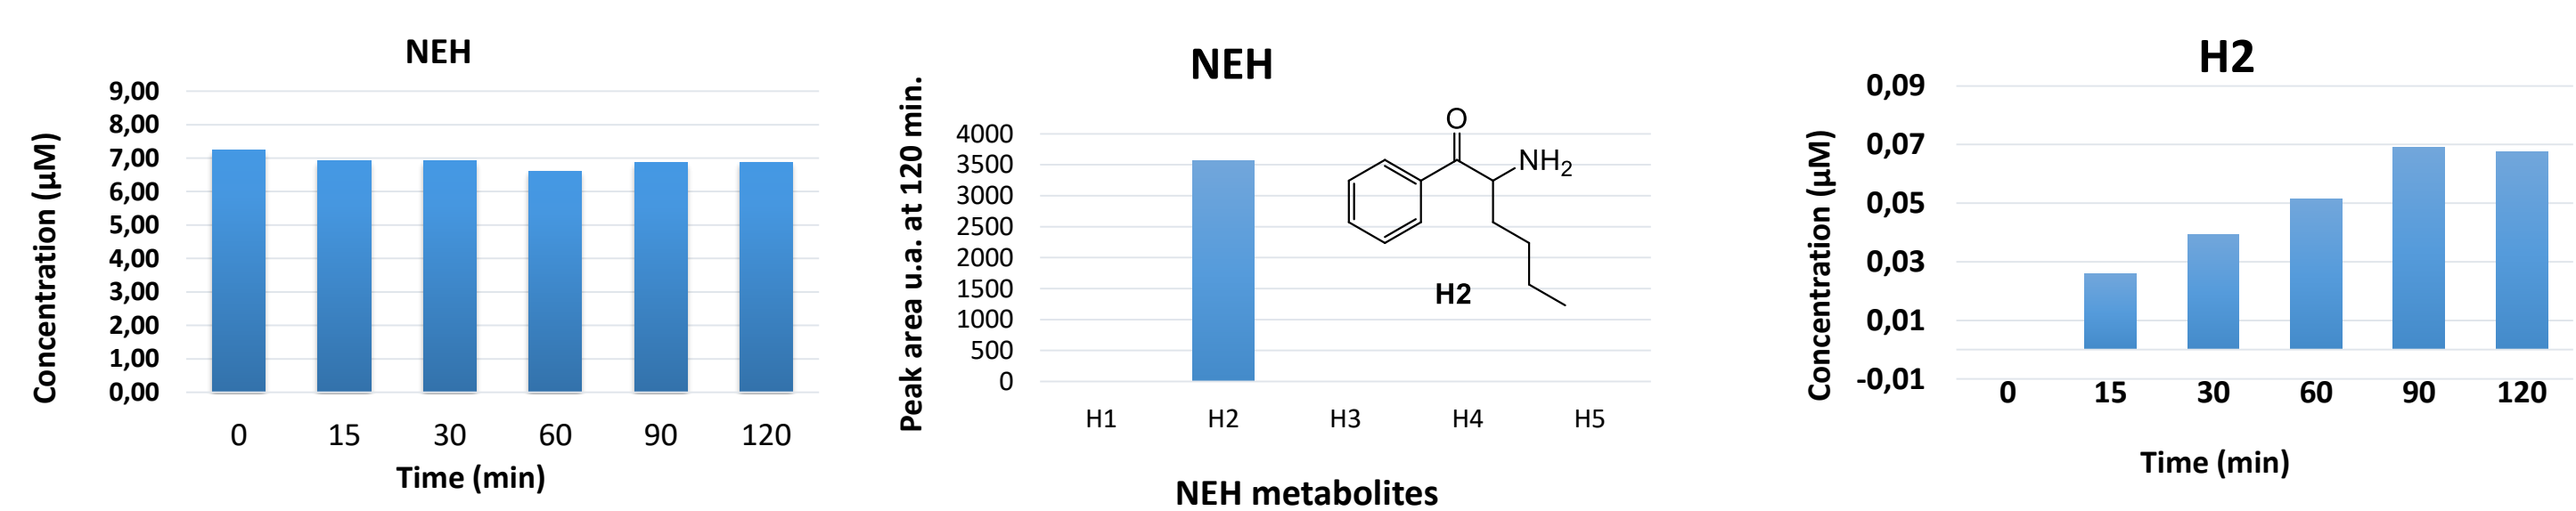 NEH
Concentration (µM)
9,00
8,00
7,00
6,00
5,00
4,00
3,00
2,00
1,00
0,00
0 15 30 60 90 120
Time (min)
NEH
Peak area u.a. at 120 min.
4000
3500
3000
2500
2000
1500
1000
500
0
O
NH2
H2
H1 H2 H3 H4 H5
NEH metabolites
H2
Concentration (µM)
0,09
0,07
0,05
0,03
0,01
-0,01
0 15 30 60 90 120
Time (min)